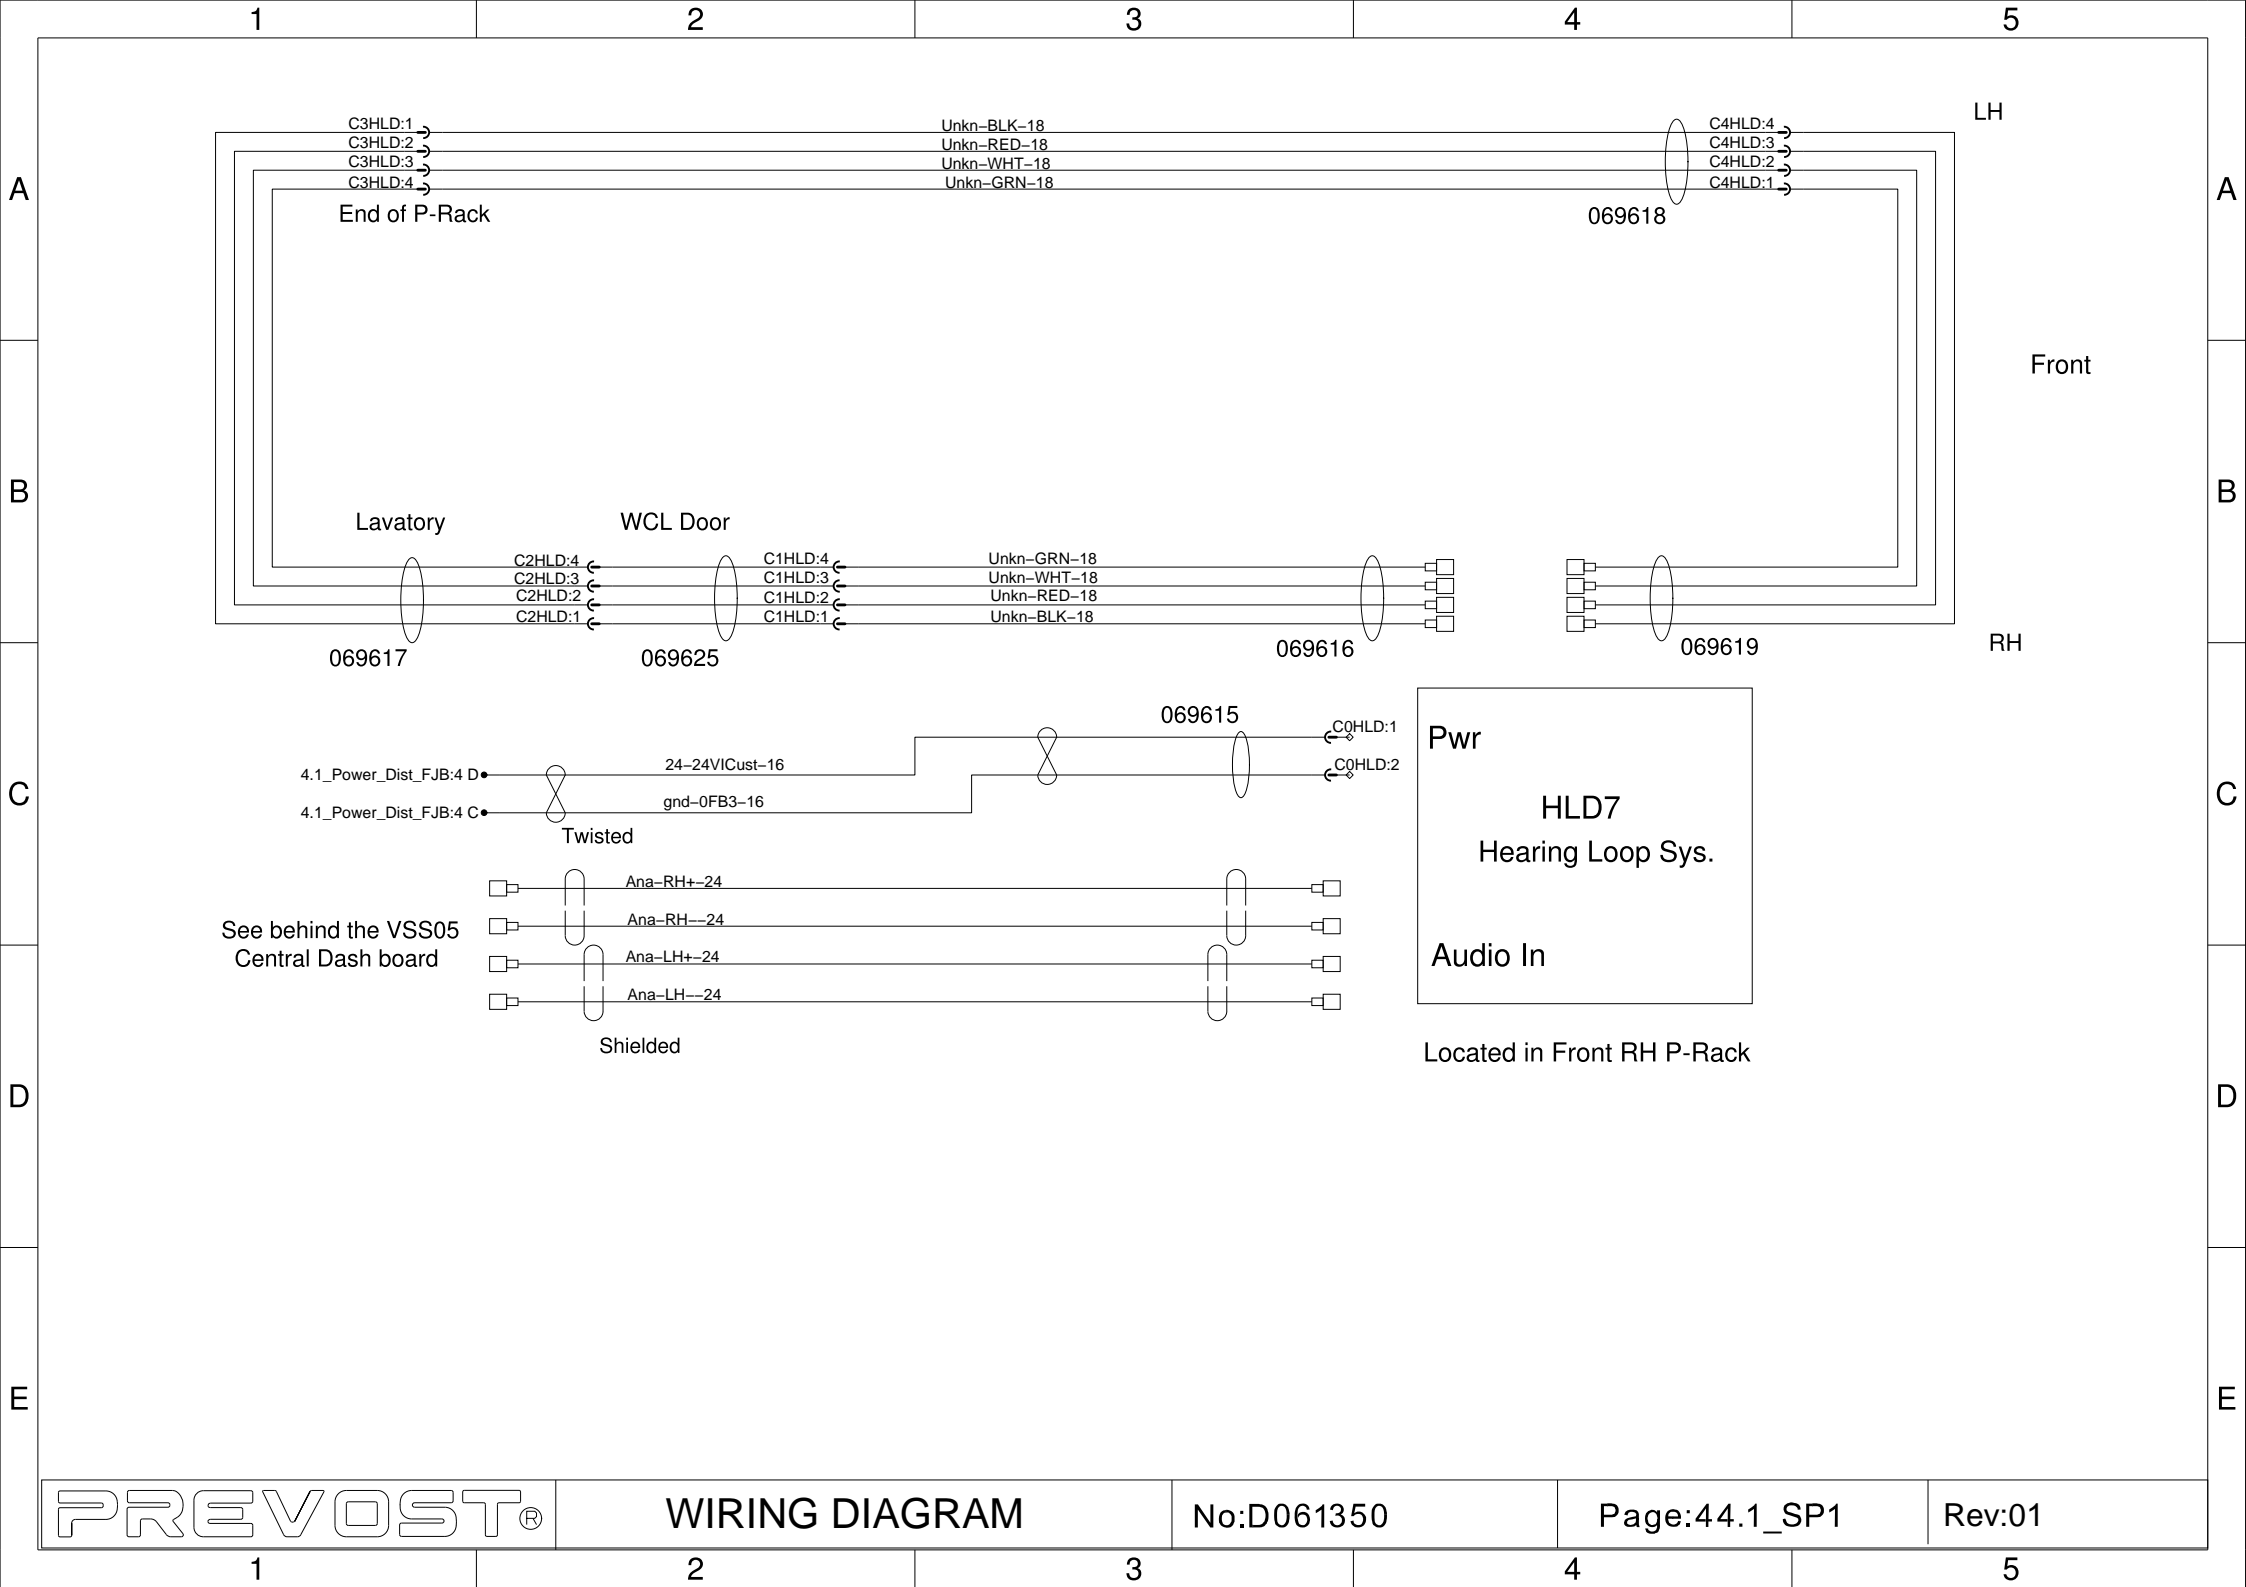 1 2 3 4 5
LH
C3HLD:1 Unkn-BLK-18 C4HLD:4
C3HLD:2 Unkn-RED-18 C4HLD:3
C3HLD:3 Unkn-WHT-18 C4HLD:2
C3HLD:4 Unkn-GRN-18 C4HLD:1
A A
End of P-Rack 069618
Front
B B
Lavatory WCL Door
C2HLD:4 C1HLD:4 Unkn-GRN-18
C2HLD:3 C1HLD:3 Unkn-WHT-18
C2HLD:2 C1HLD:2 Unkn-RED-18
C2HLD:1 C1HLD:1 Unkn-BLK-18
069617 069625 069616 069619 RH
069615 C0HLD:1
Pwr
4.1_Power_Dist_FJB:4 D 24-24VICust-16 C0HLD:2
C C
4.1_Power_Dist_FJB:4 C gnd-0FB3-16
HLD7
Hearing Loop Sys.
Twisted
Ana-RH+-24
Ana-RH--24
See behind the VSS05
Central Dash board
Ana-LH+-24
Audio In
Ana-LH--24
Shielded
Located in Front RH P-Rack
D D
E E
PREVOST® WIRING DIAGRAM No:D061350 Page:44.1_SP1 Rev:01
1 2 3 4 5